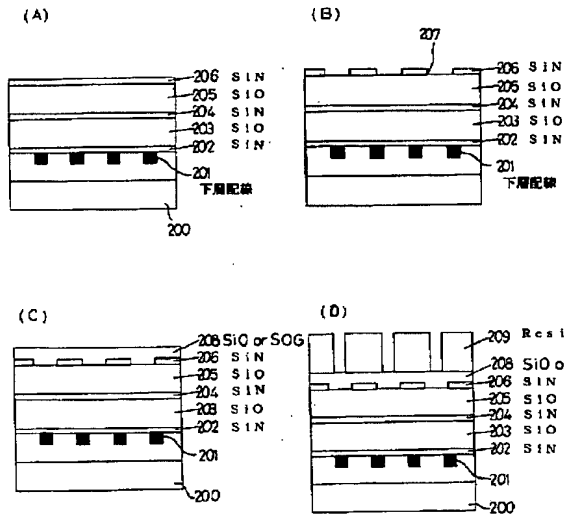 (A)
206 SiN
205 SiO
204 SiN
203 SiO
202 SiN
201
下層配線
200
(B)
207
206 SiN
205 SiO
204 SiN
203 SiO
202 SiN
201
下層配線
(C)
208 SiO or SOG
206 SiN
205 SiO
204 SiN
203 SiO
202 SiN
201
200
(D)
209 Resi
208 SiO o
206 SiN
205 SiO
204 SiN
203 SiO
202 SiN
201
200